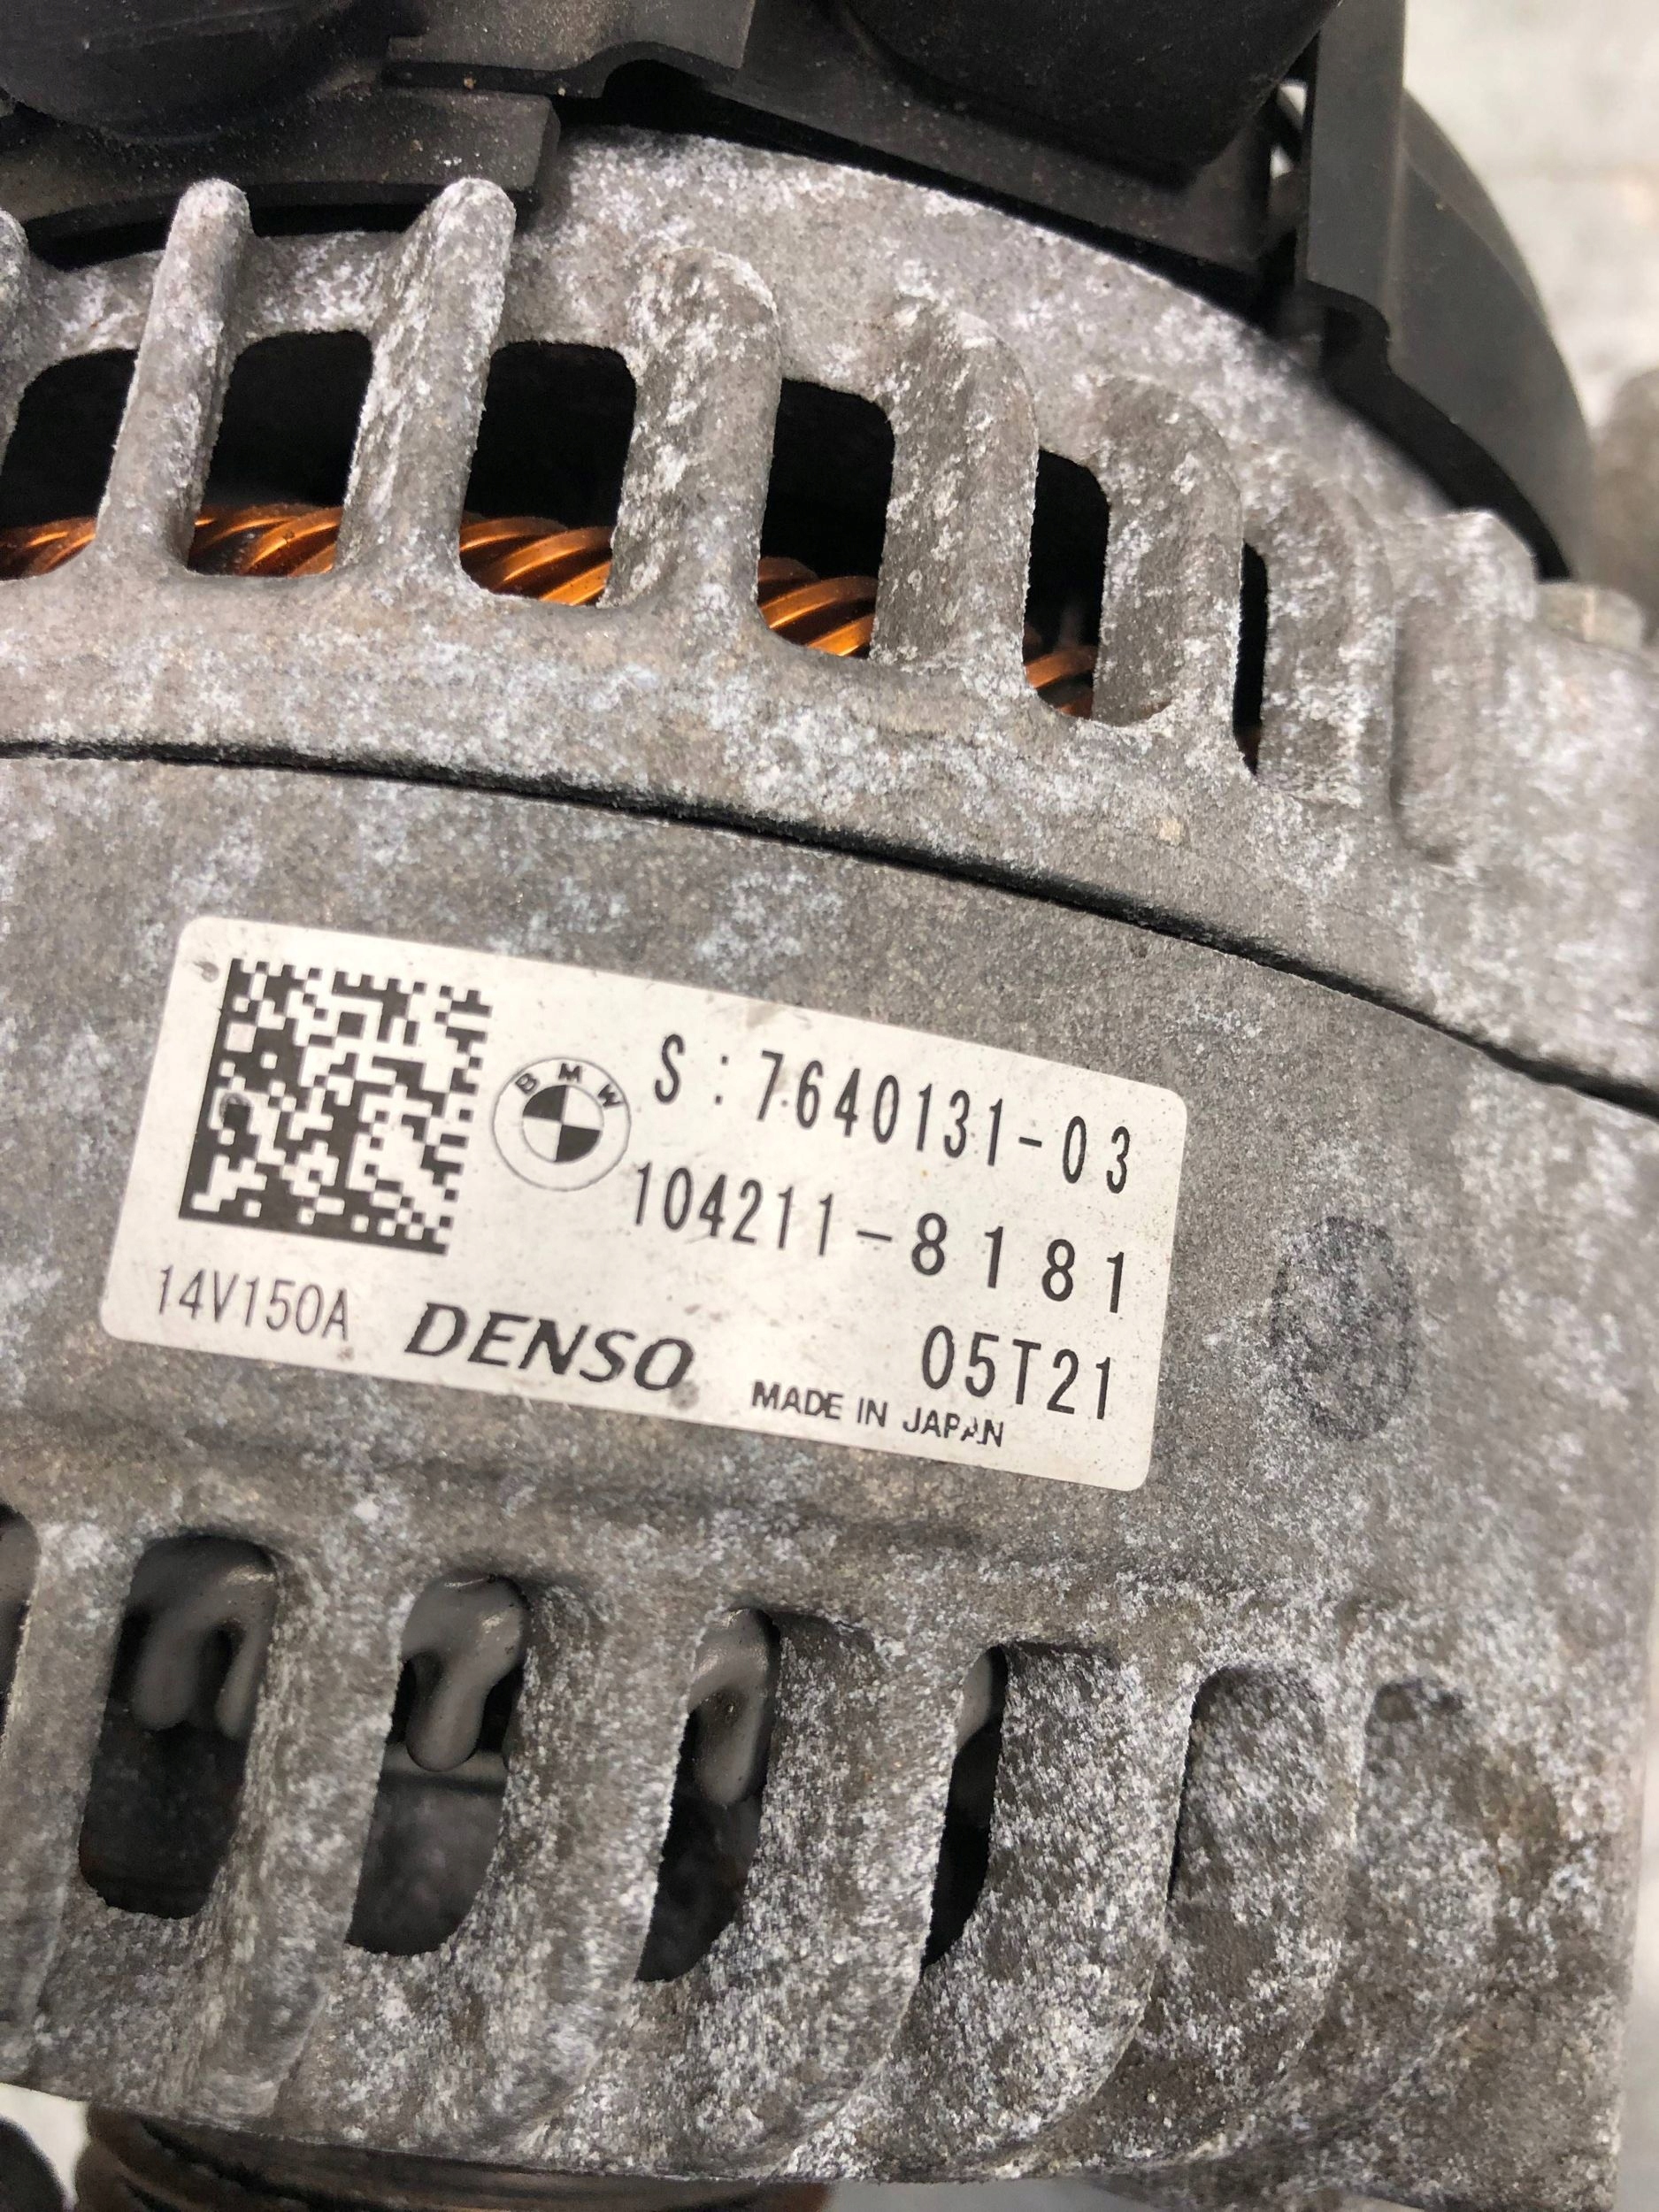 BMW
S:7640131-03
104211-8181
14V150A
DENSO
05T21
MADE IN JAPAN